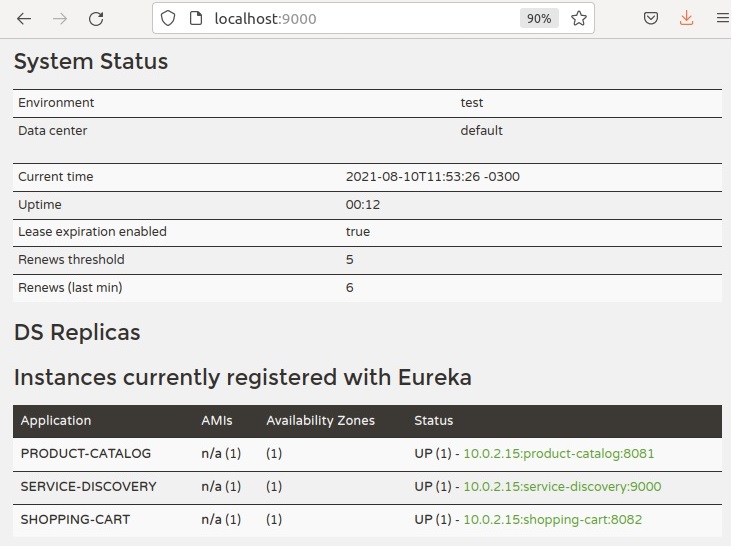 localhost:9000 90%
System Status
Environment test
Data center default
Current time 2021-08-10T11:53:26 -0300
Uptime 00:12
Lease expiration enabled true
Renews threshold 5
Renews (last min) 6
DS Replicas
Instances currently registered with Eureka
Application AMIs Availability Zones Status
PRODUCT-CATALOG n/a (1) (1) UP (1) - 10.0.2.15:product-catalog:8081
SERVICE-DISCOVERY n/a (1) (1) UP (1) - 10.0.2.15:service-discovery:9000
SHOPPING-CART n/a (1) (1) UP (1) - 10.0.2.15:shopping-cart:8082